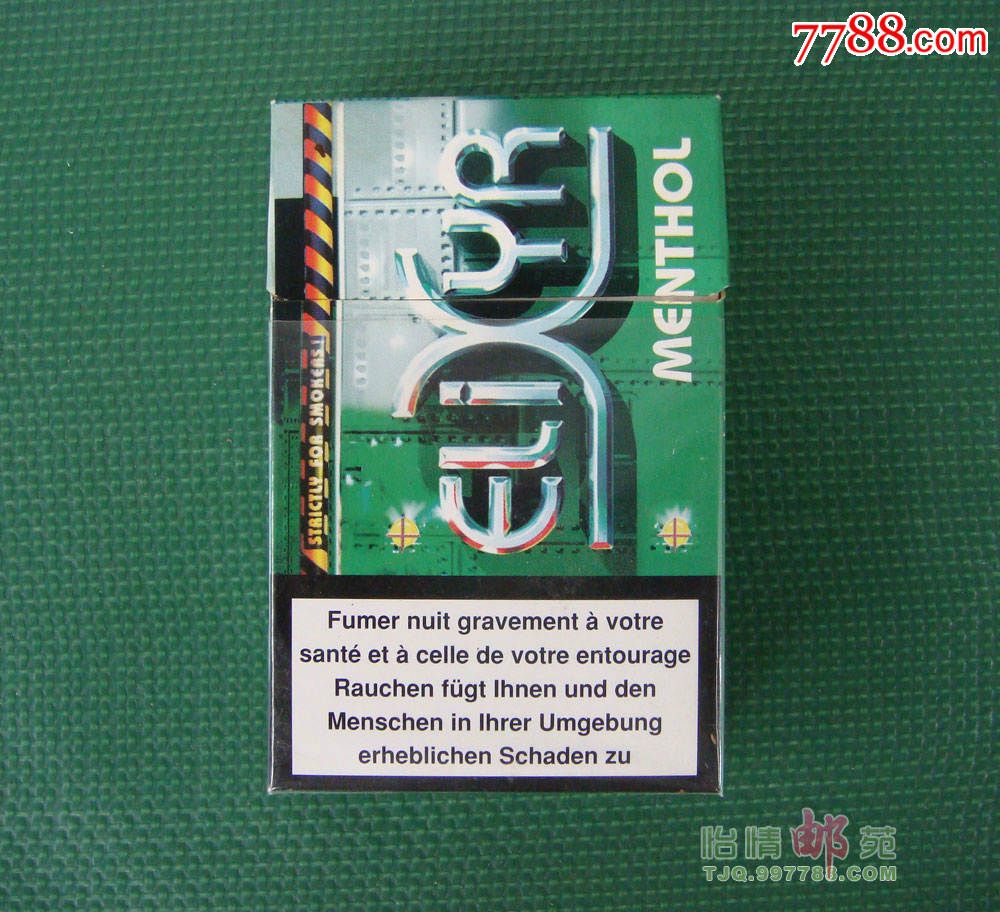 7788.com
STRICTLY FOR SMOKERS!
ELIXYR
MENTHOL
Fumer nuit gravement à votre
santé et à celle de votre entourage
Rauchen fügt Ihnen und den
Menschen in Ihrer Umgebung
erheblichen Schaden zu
怡情邮苑
TJQ.997788.COM